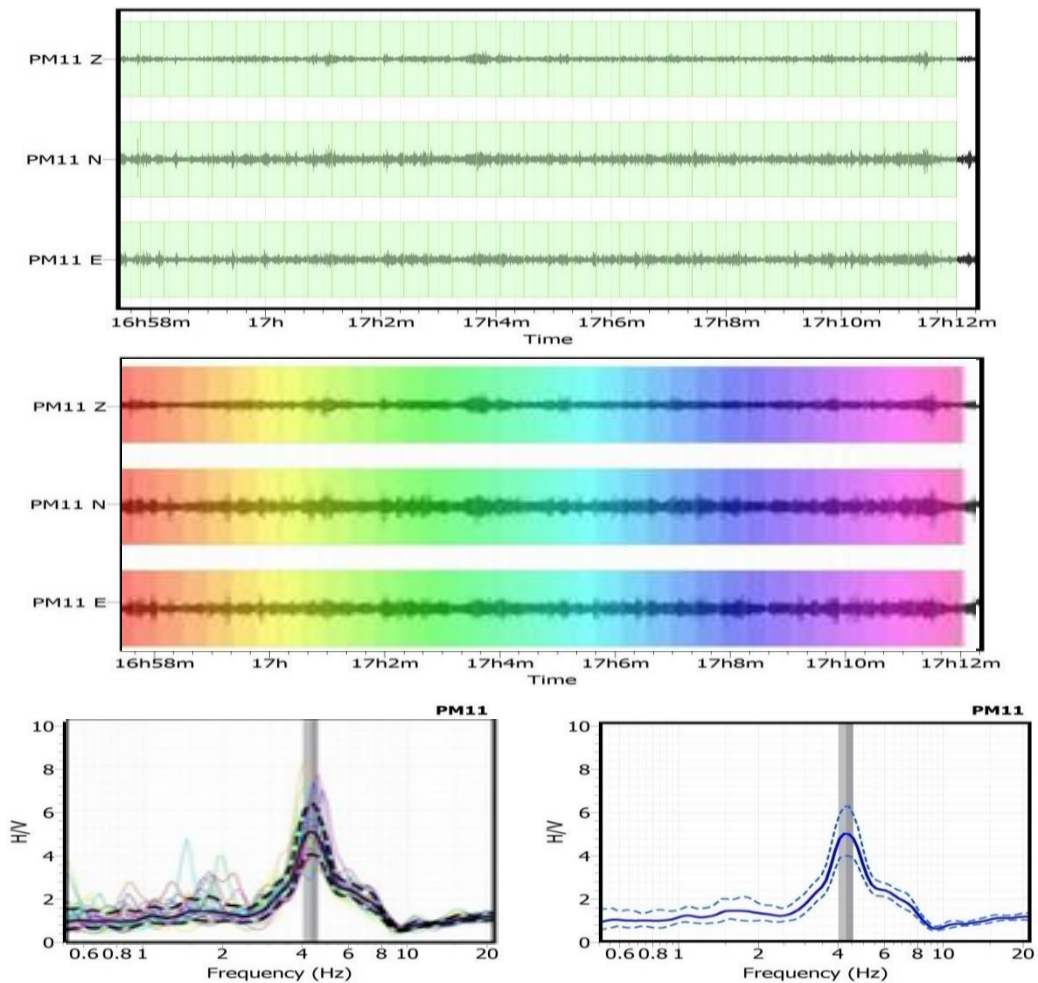 PM11 Z
PM11 N
PM11 E
16h58m 17h 17h2m 17h4m 17h6m 17h8m 17h10m 17h12m
Time
PM11 Z
PM11 N
PM11 E
16h58m 17h 17h2m 17h4m 17h6m 17h8m 17h10m 17h12m
Time
PM11
10
8
6
4
2
0
H/V
0.6 0.8 1 2 4 6 8 10 20
Frequency (Hz)
PM11
10
8
6
4
2
0
H/V
0.6 0.8 1 2 4 6 8 10 20
Frequency (Hz)